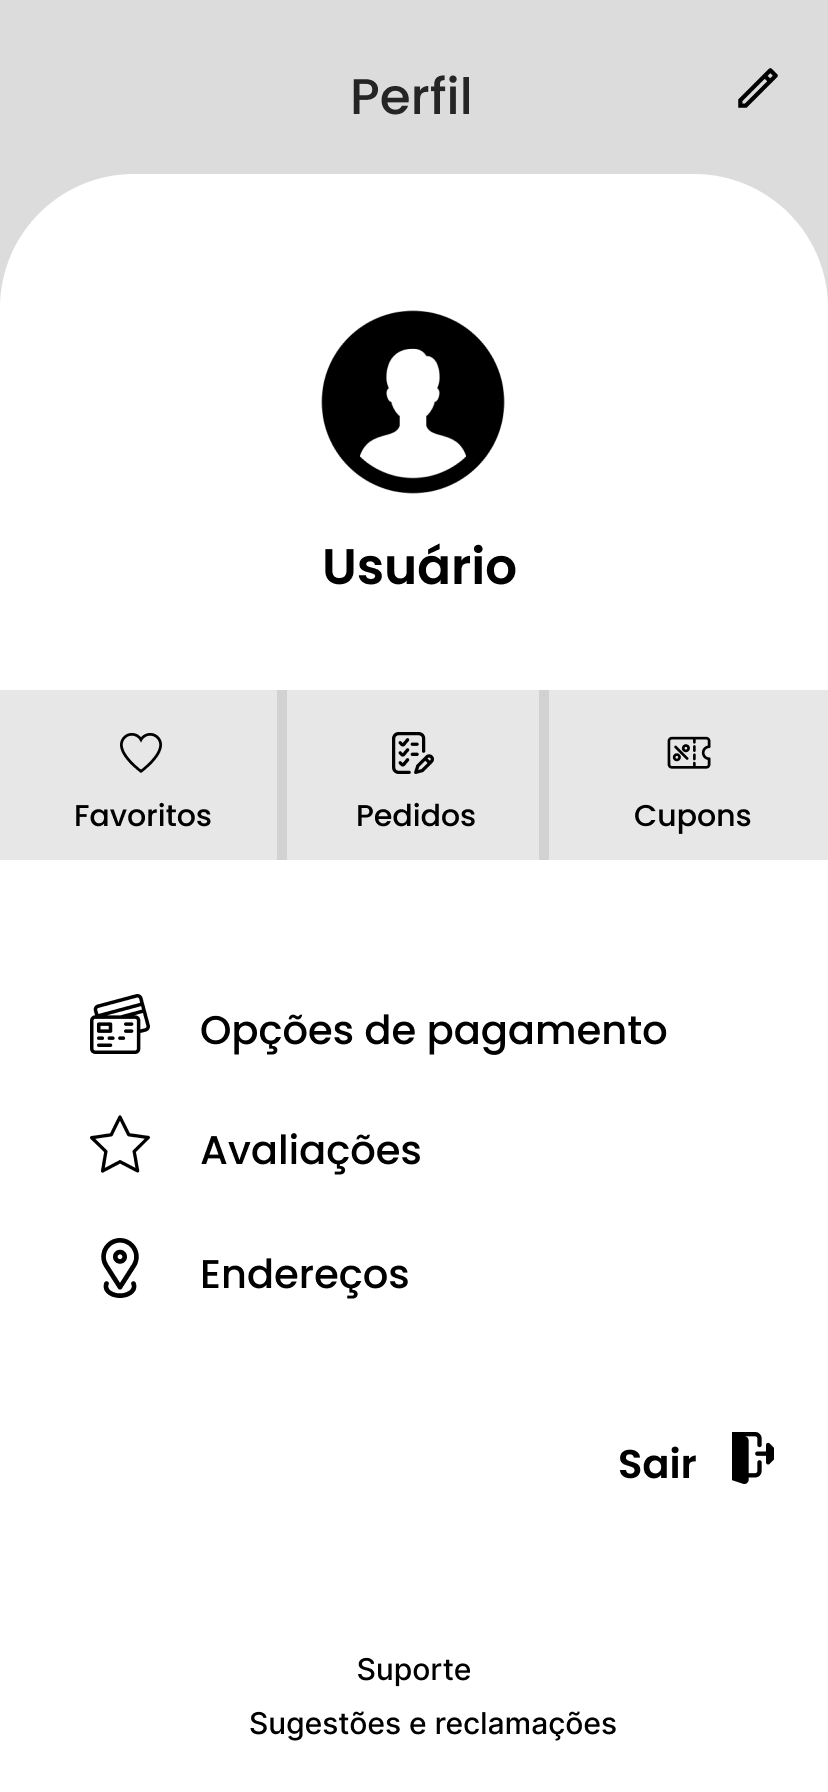 Perfil
Usuário
Favoritos
Pedidos
Cupons
Opções de pagamento
Avaliações
Endereços
Sair
Suporte
Sugestões e reclamações